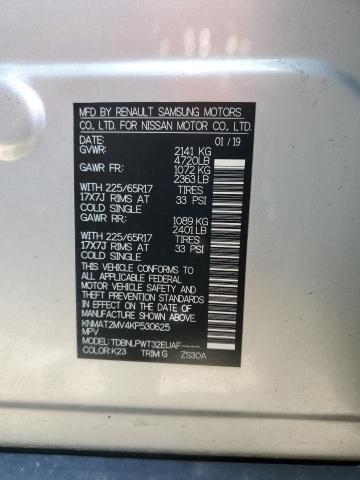 MFD BY RENAULT SAMSUNG MOTORS
CO., LTD. FOR NISSAN MOTOR CO., LTD.
DATE: 01/19
GVWR: 2141 KG
4720LB
GAWR FR: 1072 KG
2363LB
WITH 225/65R17 TIRES
17X7J RIMS AT 33 PSI
COLD SINGLE
GAWR RR: 1089 KG
2401LB
WITH 225/65R17 TIRES
17X7J RIMS AT 33 PSI
COLD SINGLE
THIS VEHICLE CONFORMS TO
ALL APPLICABLE FEDERAL
MOTOR VEHICLE SAFETY AND
THEFT PREVENTION STANDARDS
IN EFFECT ON THE DATE OF
MANUFACTURE SHOWN ABOVE.
KNMAT2MV4KP530625
MPV
MODEL:TDBNLPWT32EUAF-----
COLOR:K23 TRIM:G ZS30A